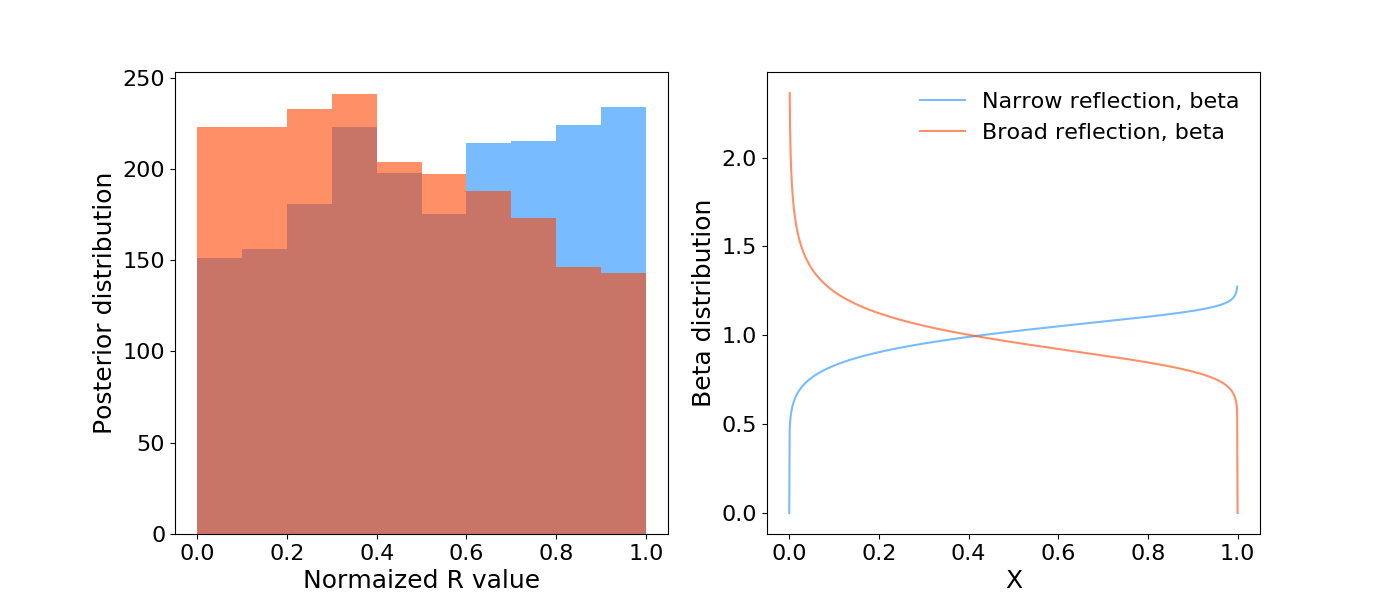 250
200
150
100
50
0
0.0 0.2 0.4 0.6 0.8 1.0
Normaized R value
Posterior distribution
Narrow reflection, beta
Broad reflection, beta
2.0
1.5
1.0
0.5
0.0
0.0 0.2 0.4 0.6 0.8 1.0
X
Beta distribution